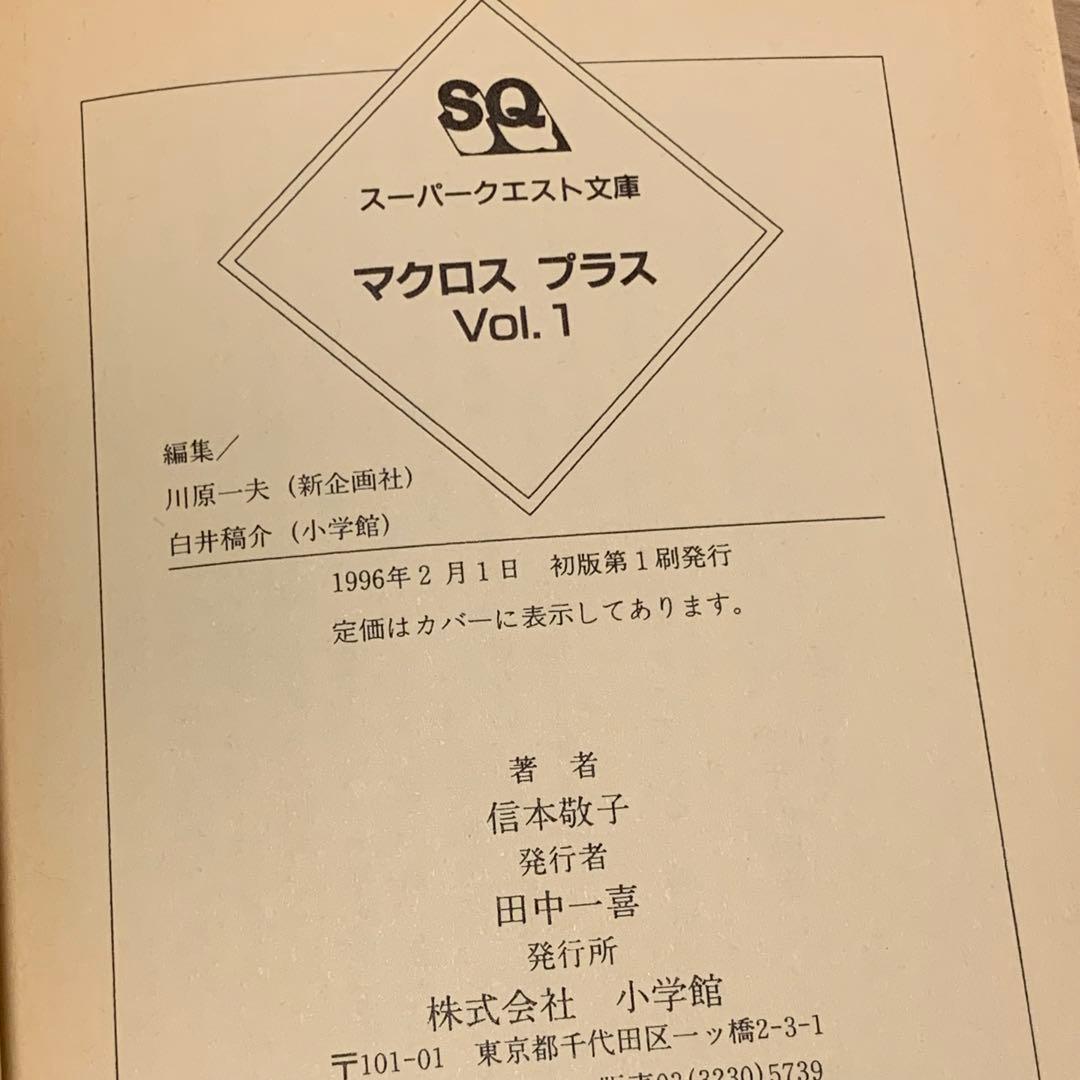 SQ
スーパークエスト文庫
マクロス プラス
Vol.1
編集／
川原一夫（新企画社）
白井稿介（小学館）
1996年2月1日　初版第1刷発行
定価はカバーに表示してあります。
著　者
信本敬子
発行者
田中一喜
発行所
株式会社　小学館
〒101-01　東京都千代田区一ッ橋2-3-1
03(3230)5739